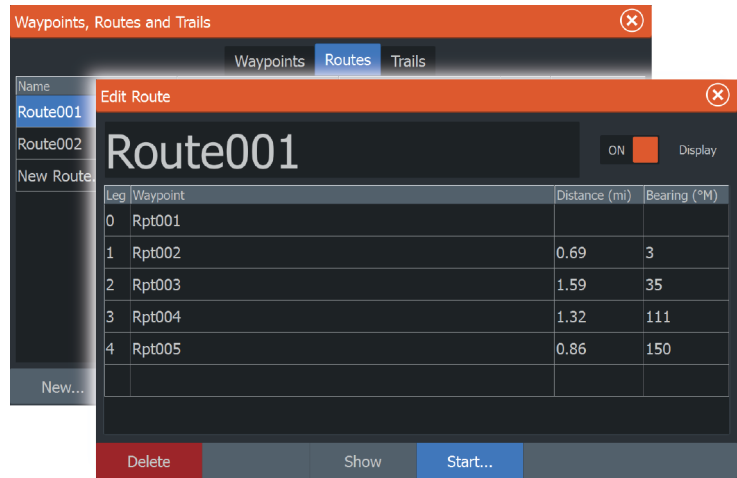 Waypoints, Routes and Trails
Waypoints Routes Trails
Name
Route001
Route002
New Route.
New...
Edit Route
Route001
ON Display
Leg Waypoint Distance (mi) Bearing (°M)
0 Rpt001
1 Rpt002 0.69 3
2 Rpt003 1.59 35
3 Rpt004 1.32 111
4 Rpt005 0.86 150
Delete Show Start...